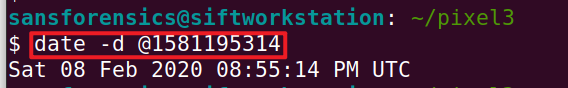 sansforensics@siftworkstation: ~/pixel3
$ date -d @1581195314
Sat 08 Feb 2020 08:55:14 PM UTC